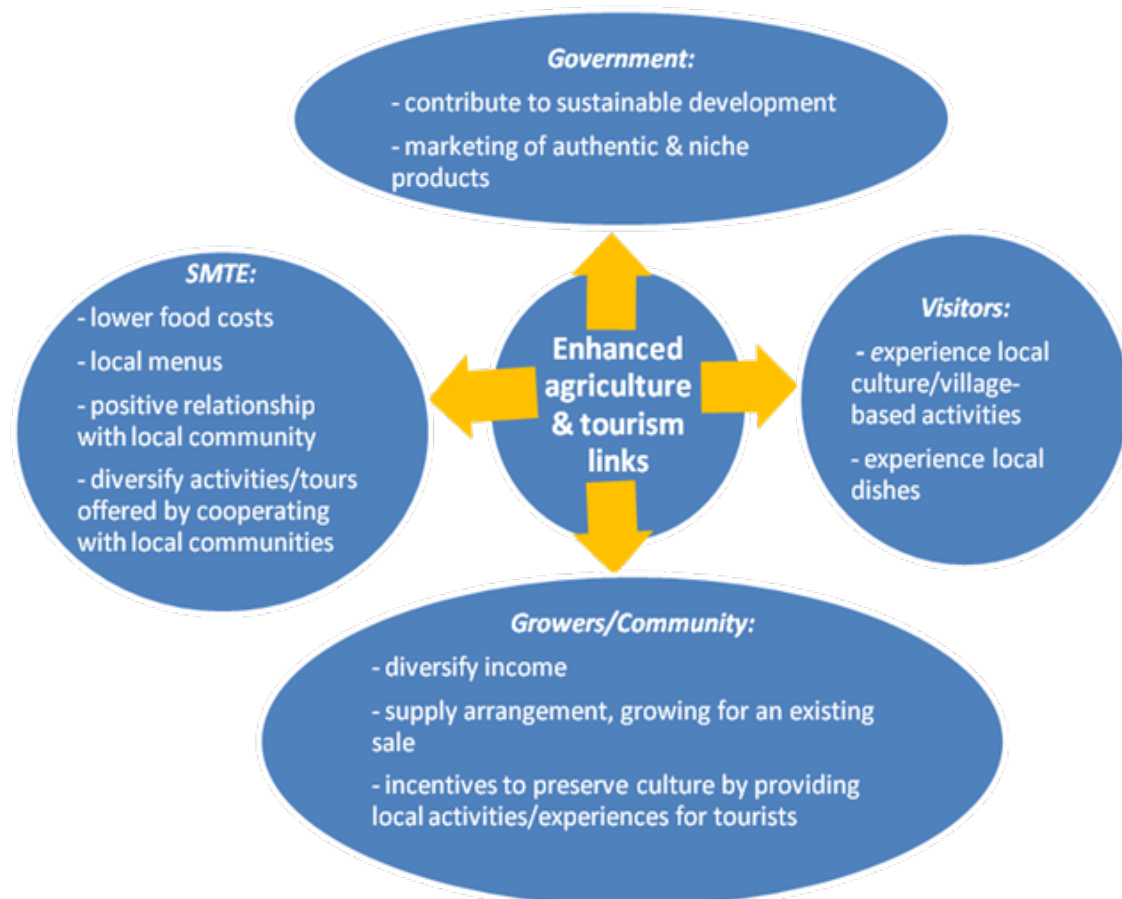 Government:
- contribute to sustainable development
- marketing of authentic & niche
products
SMTE:
- lower food costs
- local menus
- positive relationship
with local community
- diversify activities/tours
offered by cooperating
with local communities
Enhanced
agriculture
& tourism
links
Visitors:
- experience local
culture/village-
based activities
- experience local
dishes
Growers/Community:
- diversify income
- supply arrangement, growing for an existing
sale
- incentives to preserve culture by providing
local activities/experiences for tourists